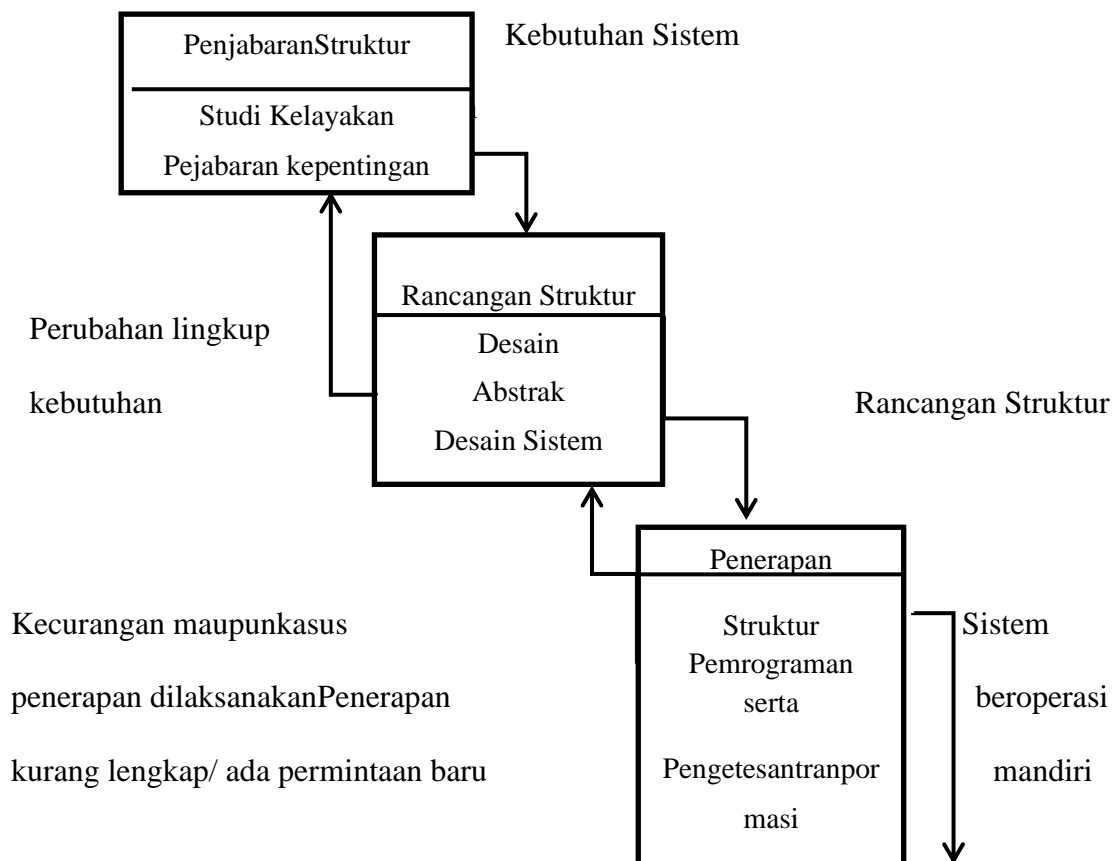 PenjabaranStruktur
Kebutuhan Sistem
Studi Kelayakan
Pejabaran kepentingan
Rancangan Struktur
Desain
Abstrak
Desain Sistem
Perubahan lingkup
kebutuhan
Rancangan Struktur
Penerapan
Struktur
Pemrograman
serta
Pengetesantranpor
masi
Kecurangan maupunkasus
penerapan dilaksanakanPenerapan
kurang lengkap/ ada permintaan baru
Sistem
beroperasi
mandiri